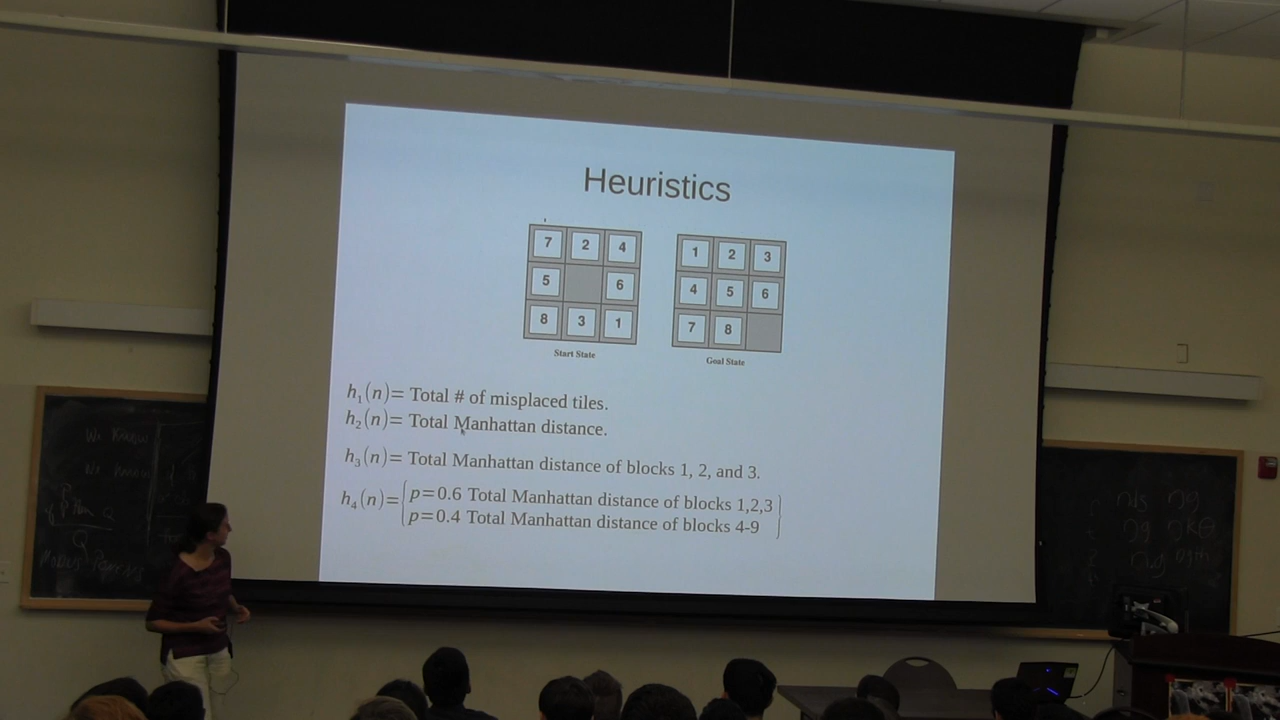 Heuristics
7 2 4
5 6
8 3 1
Start State
1 2 3
4 5 6
7 8
Goal State
h₁(n)= Total # of misplaced tiles.
h₂(n)= Total Manhattan distance.
h₃(n)= Total Manhattan distance of blocks 1, 2, and 3.
h₄(n)= p=0.6 Total Manhattan distance of blocks 1,2,3
p=0.4 Total Manhattan distance of blocks 4-9
We Know
Q